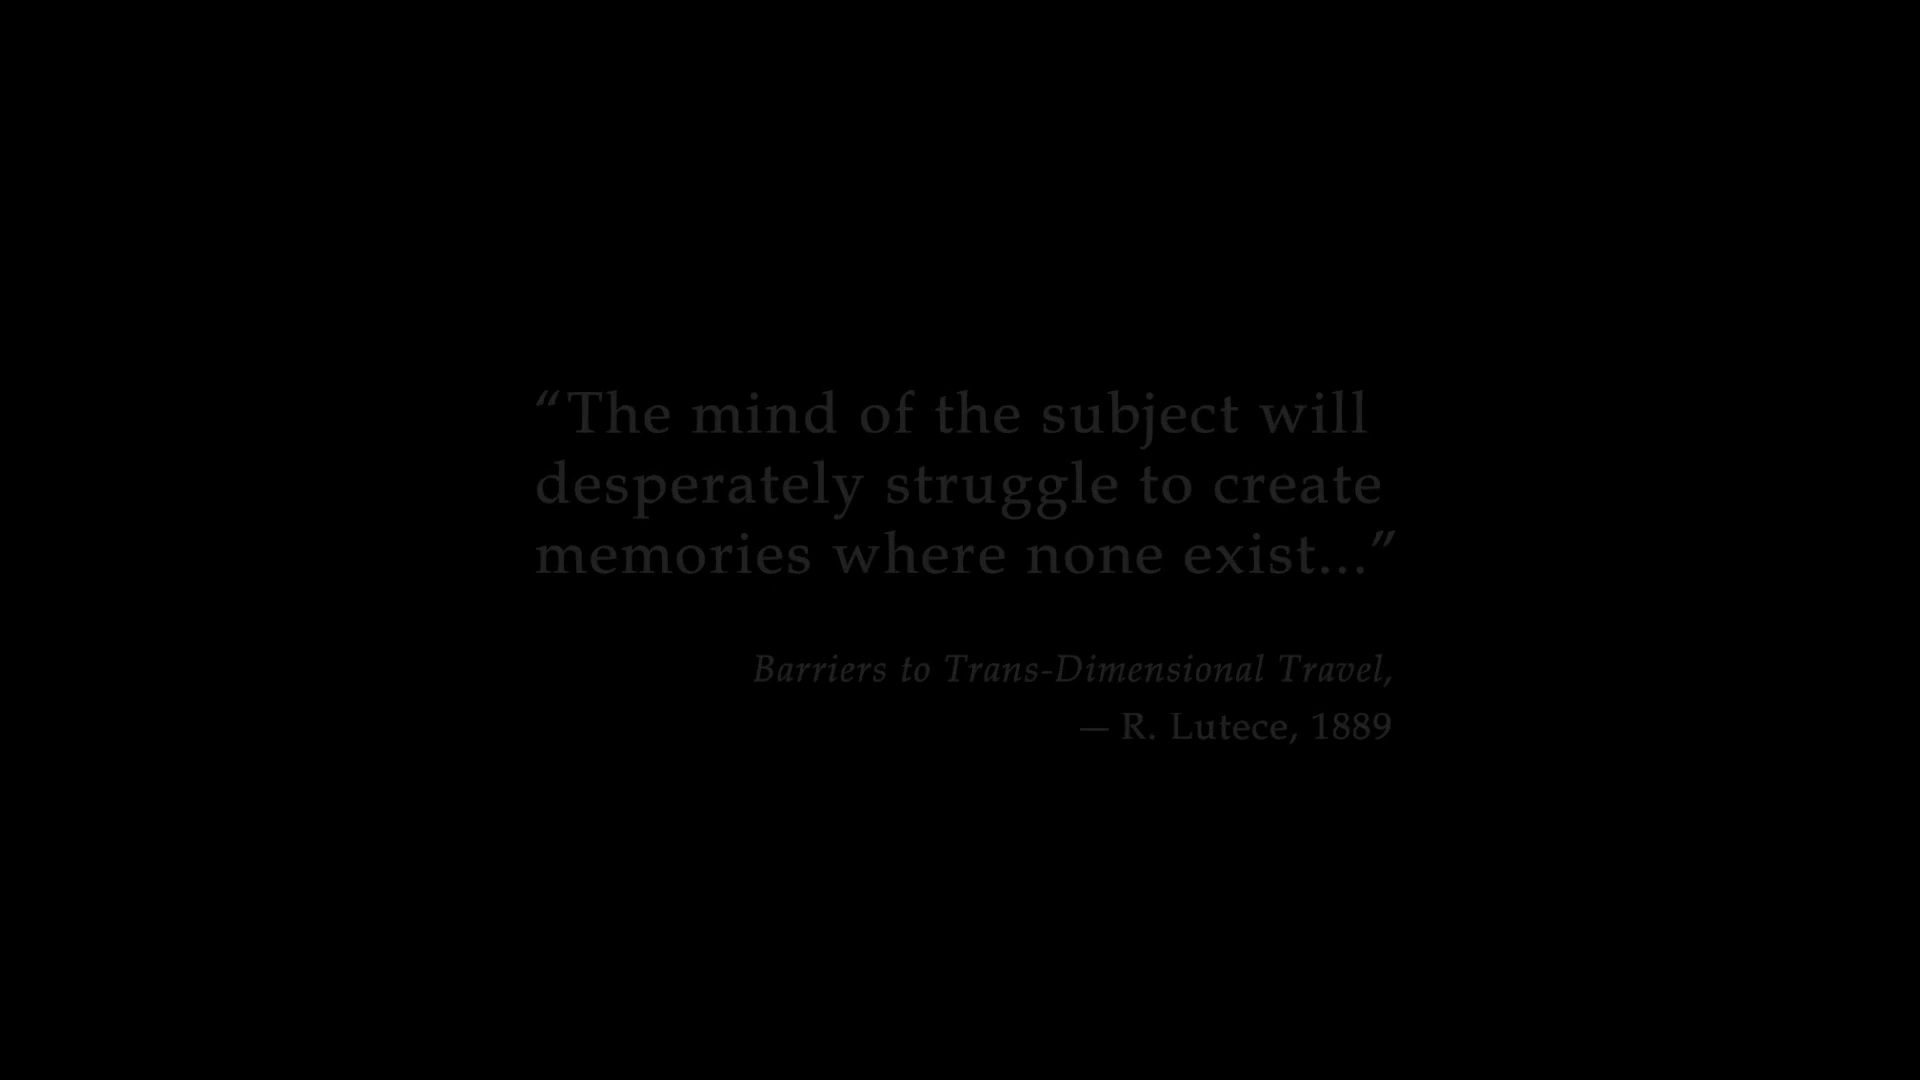 “The mind of the subject will
desperately struggle to create
memories where none exist...”
Barriers to Trans-Dimensional Travel,
— R. Lutece, 1889